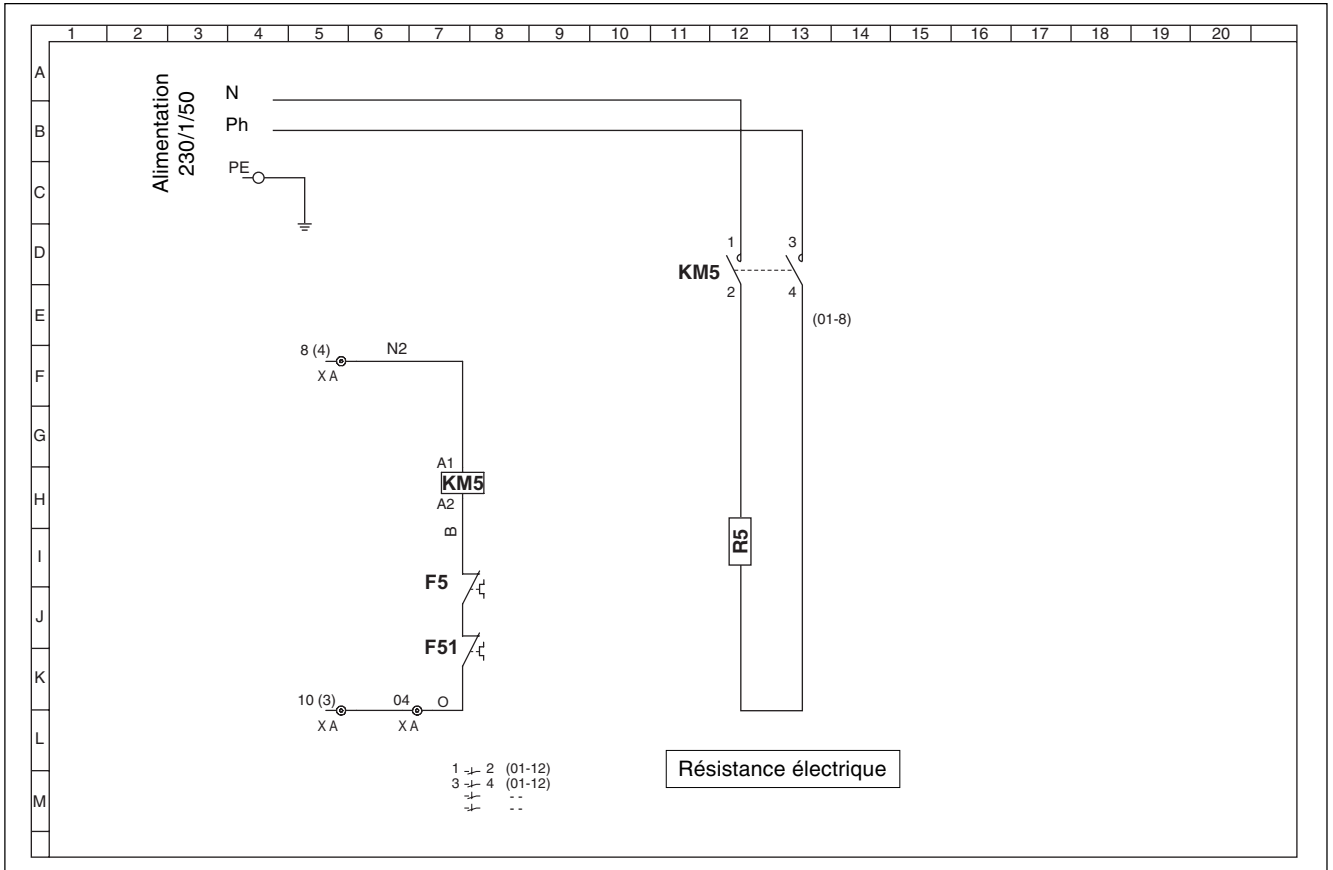 1 2 3 4 5 6 7 8 9 10 11 12 13 14 15 16 17 18 19 20
A
B
C
D
E
F
G
H
I
J
K
L
M
Alimentation
230/1/50
N
Ph
PE
1 3
KM5
2 4
(01-8)
8 (4) N2
X A
A1
KM5
A2
B
R5
F5
F51
10 (3) 04 O
X A X A
Résistance électrique
1 2 (01-12)
3 4 (01-12)
- -
- -